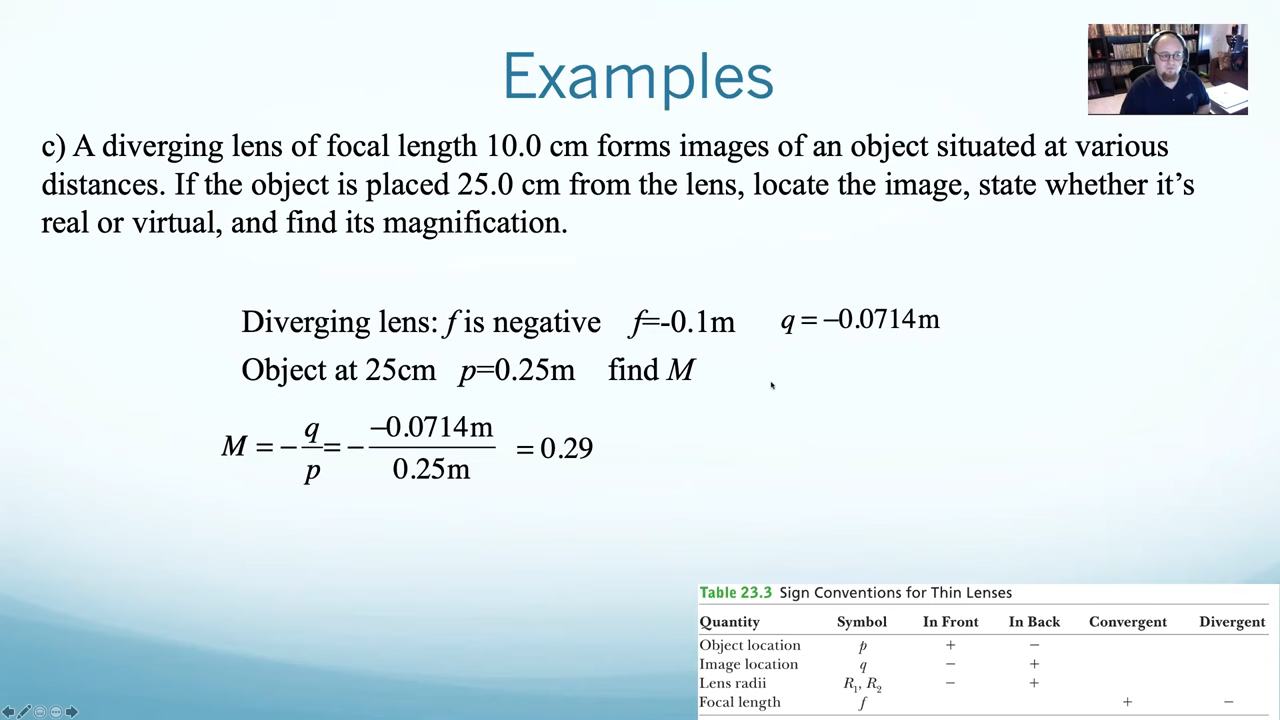 Examples
c) A diverging lens of focal length 10.0 cm forms images of an object situated at various
distances. If the object is placed 25.0 cm from the lens, locate the image, state whether it's
real or virtual, and find its magnification.
Diverging lens: f is negative f=-0.1m q = −0.0714m
Object at 25cm p=0.25m find M
M = − q/p = − −0.0714m/0.25m = 0.29
Table 23.3 Sign Conventions for Thin Lenses
Quantity Symbol In Front In Back Convergent Divergent
Object location p + −
Image location q − +
Lens radii R₁, R₂ − +
Focal length f + −